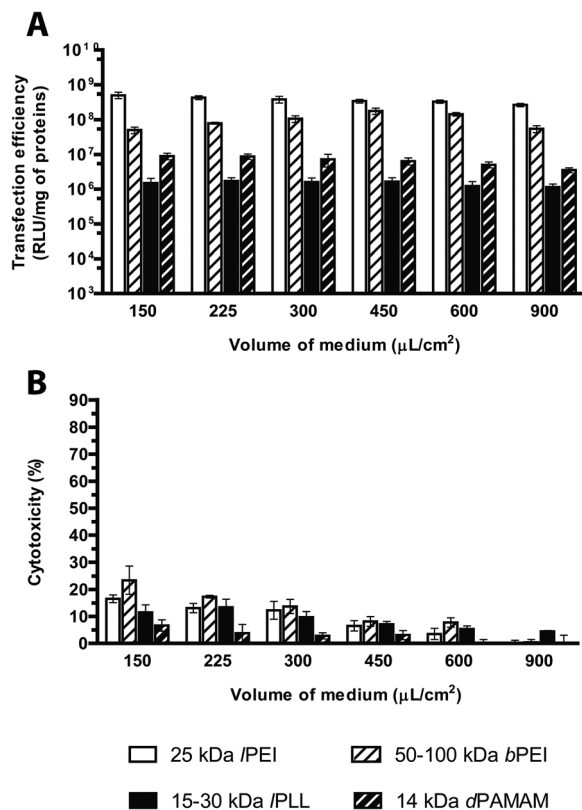 A
Transfection efficiency
(RLU/mg of proteins)
10¹⁰
10⁹
10⁸
10⁷
10⁶
10⁵
10⁴
10³
150 225 300 450 600 900
Volume of medium (µL/cm²)
B
Cytotoxicity (%)
90
80
70
60
50
40
30
20
10
0
150 225 300 450 600 900
Volume of medium (µL/cm²)
25 kDa lPEI 50-100 kDa bPEI
15-30 kDa lPLL 14 kDa dPAMAM